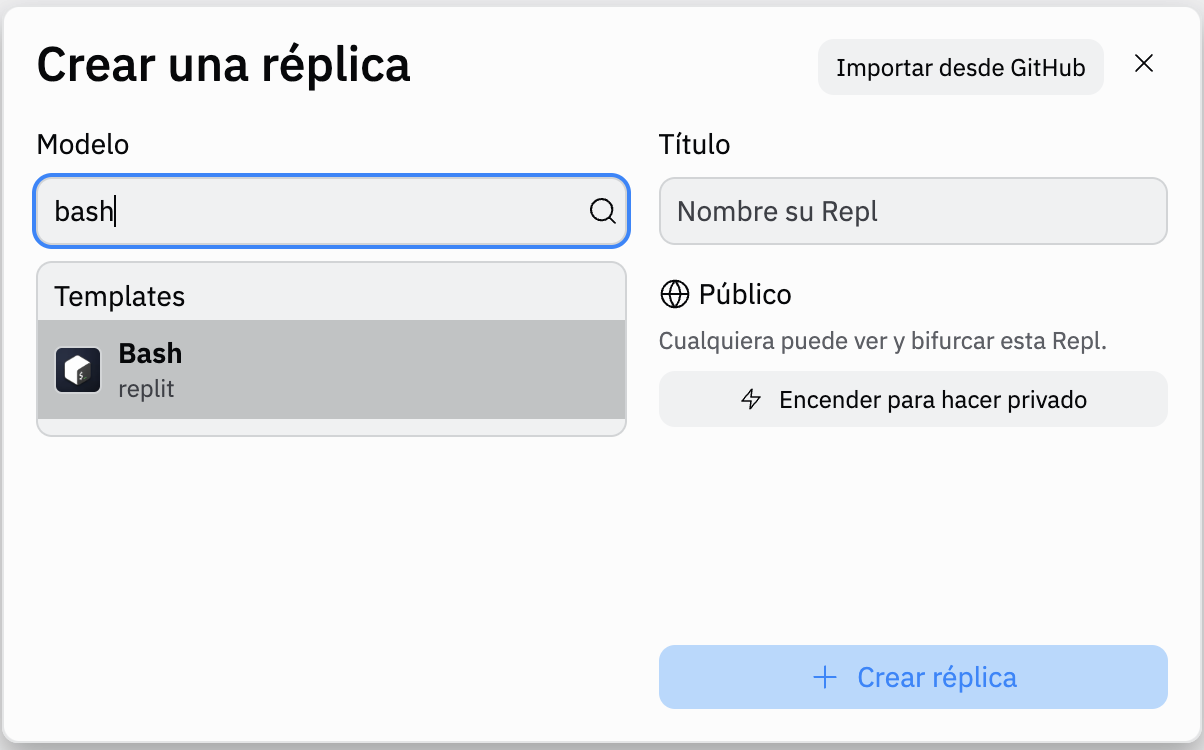 Crear una réplica
Importar desde GitHub
Modelo
bash
Templates
Bash
replit
Título
Nombre su Repl
Público
Cualquiera puede ver y bifurcar esta Repl.
Encender para hacer privado
Crear réplica